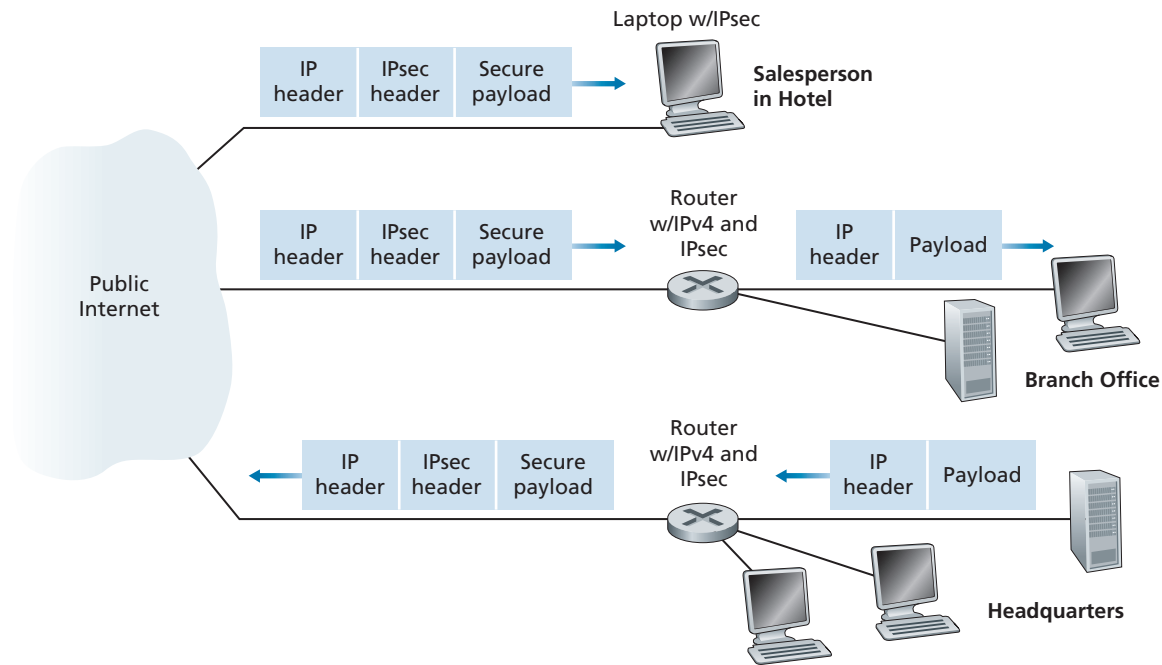 Laptop w/IPsec
IP
header
IPsec
header
Secure
payload
Salesperson
in Hotel
Public
Internet
IP
header
IPsec
header
Secure
payload
Router
w/IPv4 and
IPsec
IP
header
Payload
Branch Office
IP
header
IPsec
header
Secure
payload
Router
w/IPv4 and
IPsec
IP
header
Payload
Headquarters